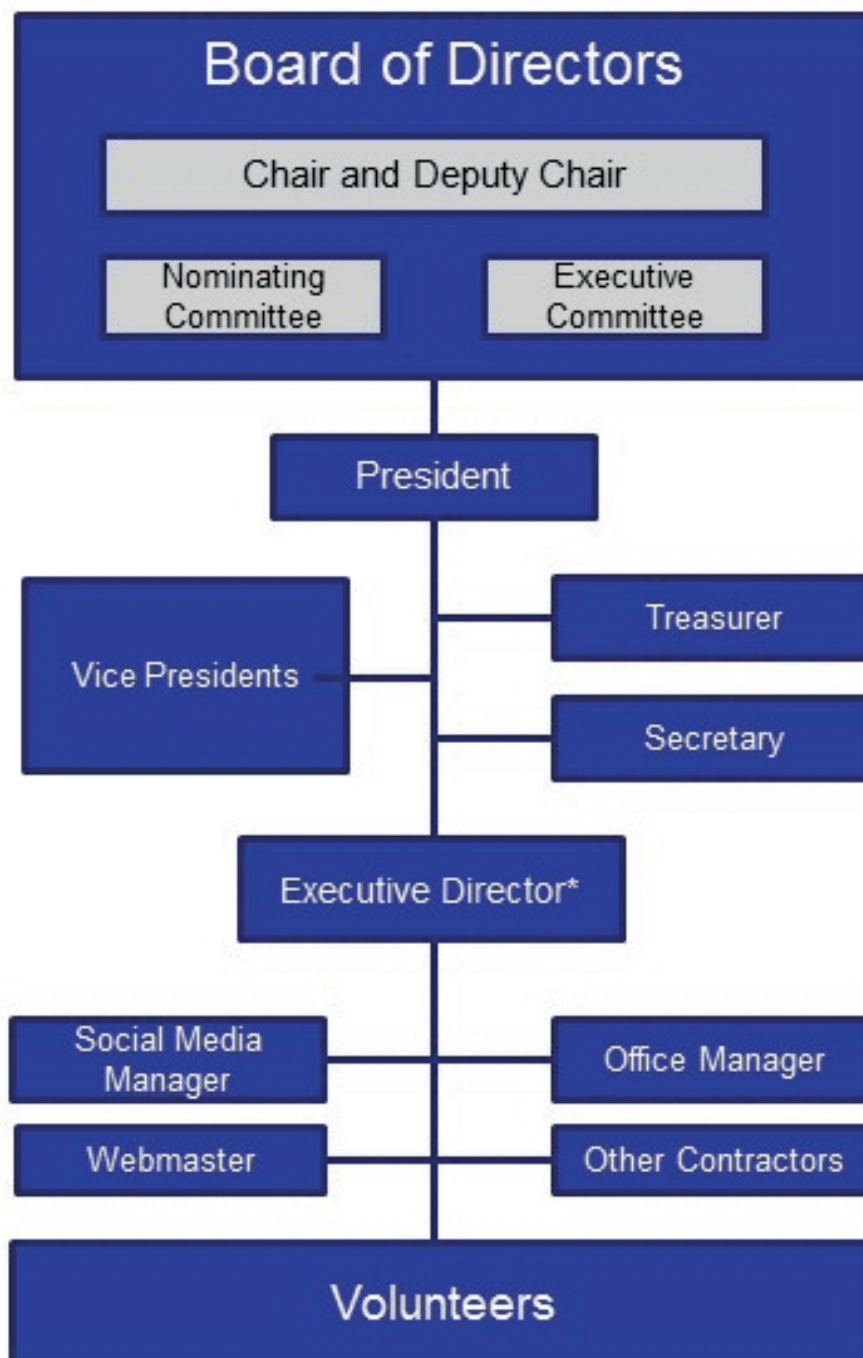 Board of Directors
Chair and Deputy Chair
Nominating
Committee
Executive
Committee
President
Vice Presidents
Treasurer
Secretary
Executive Director*
Social Media
Manager
Office Manager
Webmaster
Other Contractors
Volunteers